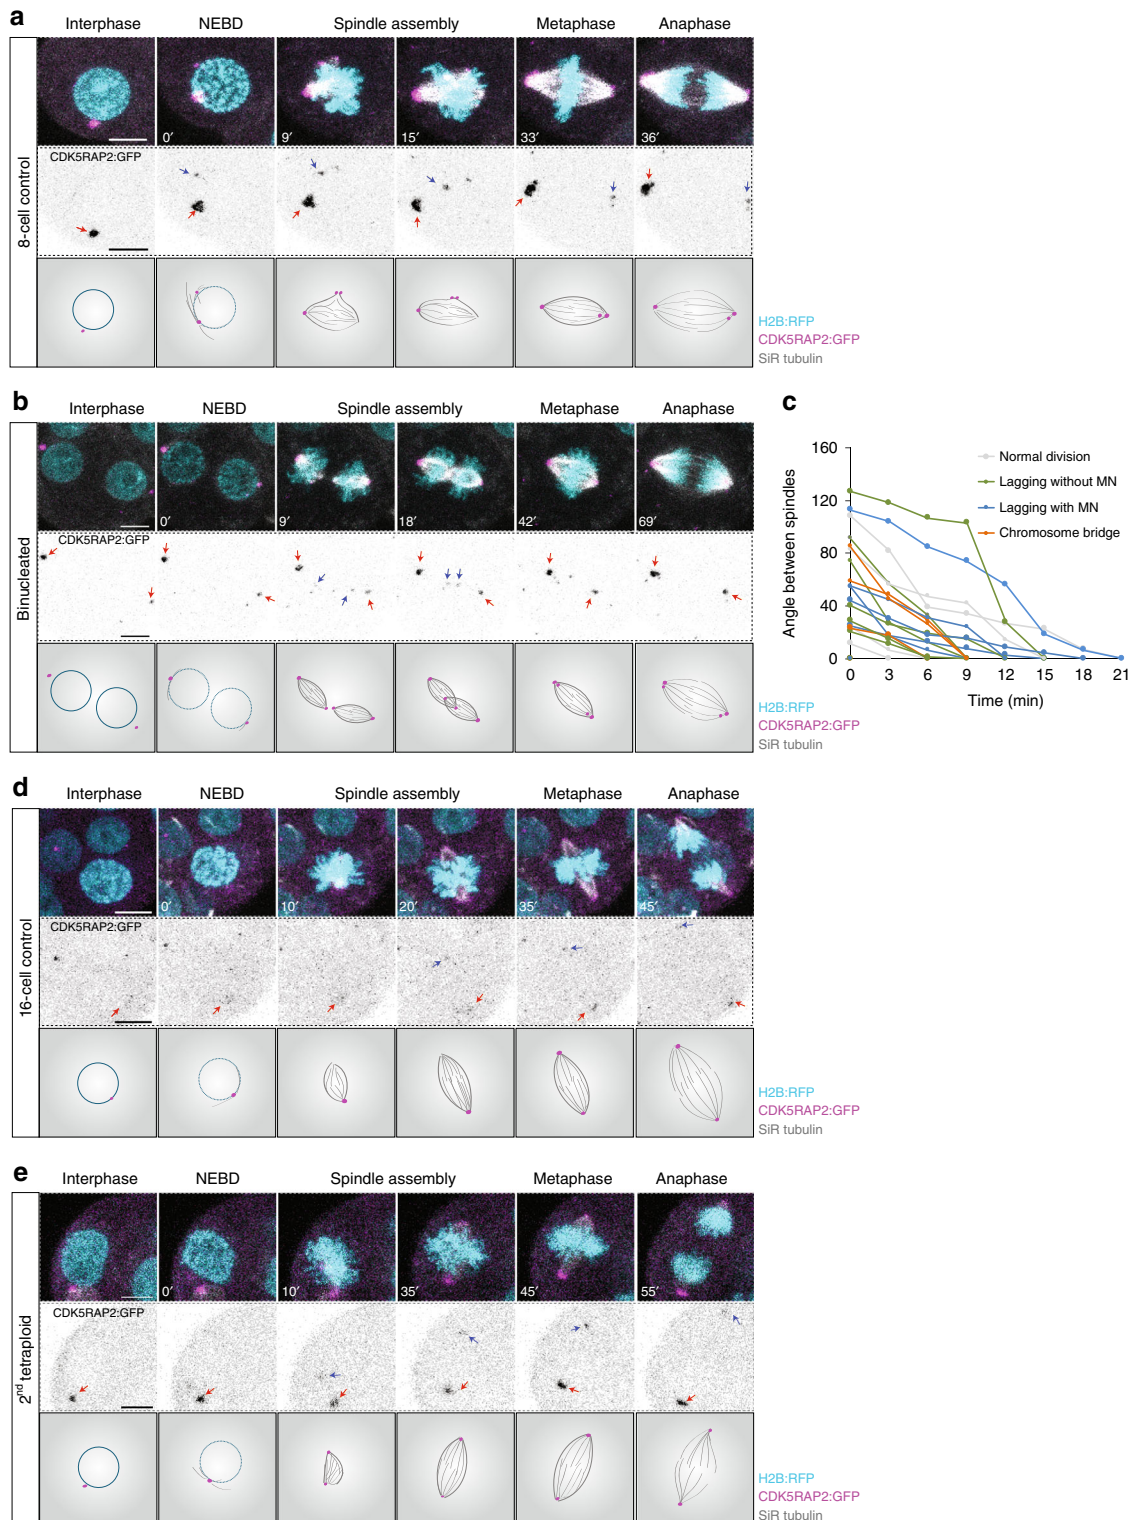 a
Interphase NEBD Spindle assembly Metaphase Anaphase
8-cell control
0′ 9′ 15′ 33′ 36′
CDK5RAP2:GFP
H2B:RFP
CDK5RAP2:GFP
SiR tubulin
b
Interphase NEBD Spindle assembly Metaphase Anaphase
Binucleated
0′ 9′ 18′ 42′ 69′
CDK5RAP2:GFP
H2B:RFP
CDK5RAP2:GFP
SiR tubulin
c
Angle between spindles
160
120
80
40
0
0 3 6 9 12 15 18 21
Time (min)
Normal division
Lagging without MN
Lagging with MN
Chromosome bridge
d
Interphase NEBD Spindle assembly Metaphase Anaphase
16-cell control
0′ 10′ 20′ 35′ 45′
CDK5RAP2:GFP
H2B:RFP
CDK5RAP2:GFP
SiR tubulin
e
Interphase NEBD Spindle assembly Metaphase Anaphase
2nd tetraploid
0′ 10′ 35′ 45′ 55′
CDK5RAP2:GFP
H2B:RFP
CDK5RAP2:GFP
SiR tubulin